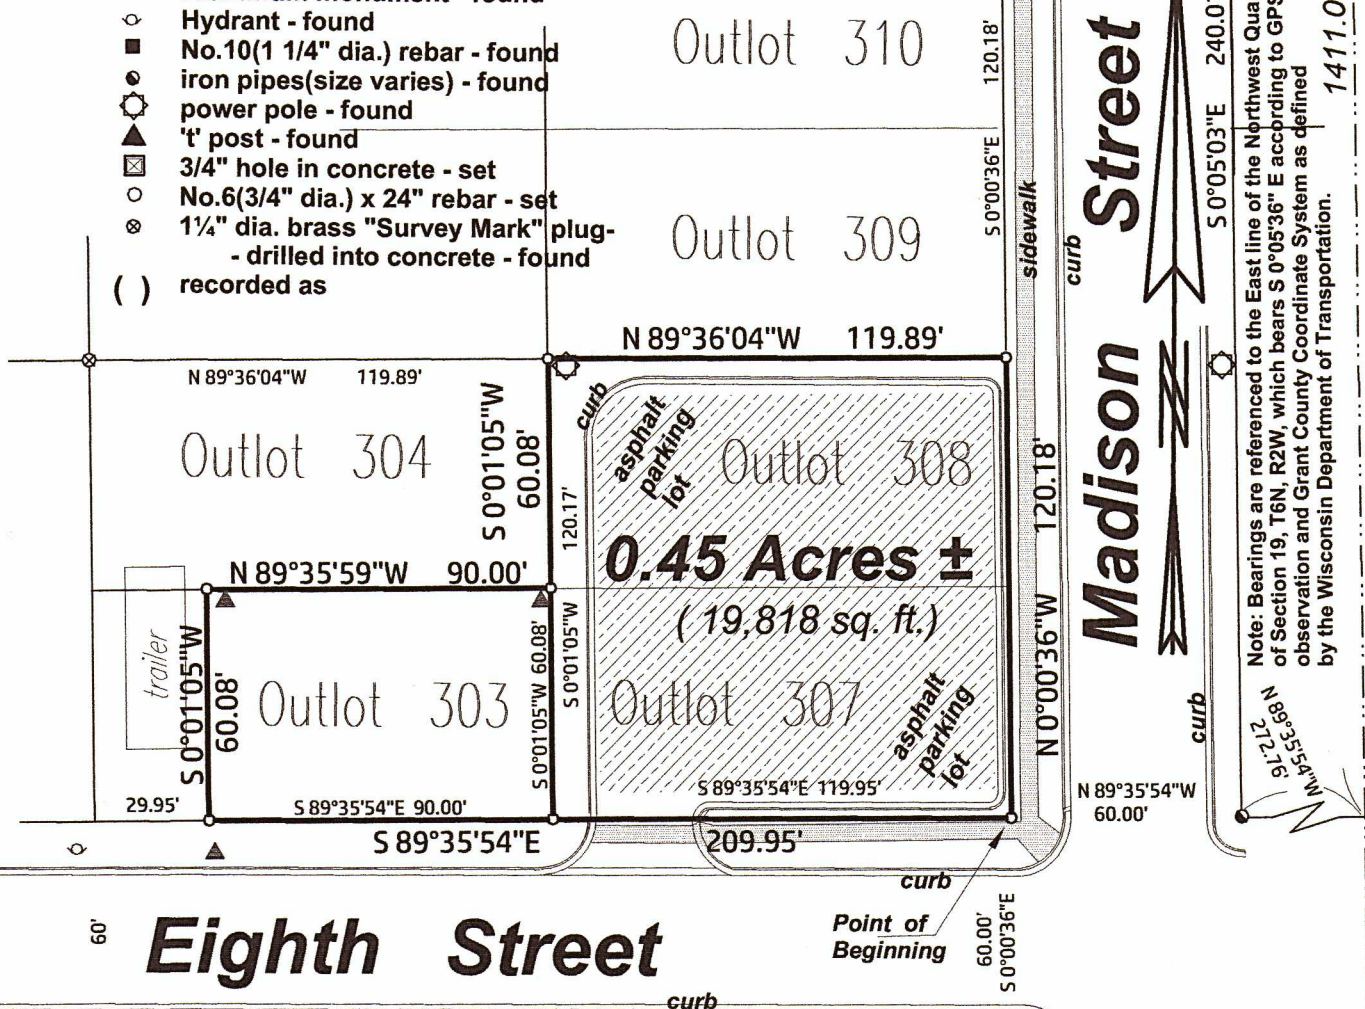 Hydrant - found
No.10(1 1/4" dia.) rebar - found
iron pipes(size varies) - found
power pole - found
't' post - found
3/4" hole in concrete - set
No.6(3/4" dia.) x 24" rebar - set
1¼" dia. brass "Survey Mark" plug-
- drilled into concrete - found
( ) recorded as
Outlot 310
120.18'
S 0°00'36"E
Outlot 309
sidewalk
curb
N 89°36'04"W 119.89'
N 89°36'04"W 119.89'
Outlot 304
S 0°01'05"W
60.08'
curb
asphalt
parking
lot
Outlot 308
120.17'
S 0°01'05"W
0.45 Acres ±
( 19,818 sq. ft.)
120.18'
N 0°00'36"W
N 89°35'59"W 90.00'
trailer
S 0°01'05"W
60.08'
Outlot 303
S 0°01'05"W 60.08'
Outlot 307
asphalt
parking
lot
29.95'
S 89°35'54"E 90.00'
S 89°35'54"E 119.95'
S 89°35'54"E 209.95'
curb
Point of
Beginning
60.00'
S 0°00'36"E
60'
Eighth Street
curb
Madison Street
N
S 0°05'03"E 240.01
1411.0
Note: Bearings are referenced to the East line of the Northwest Qua
of Section 19, T6N, R2W, which bears S 0°05'36" E according to GPS
observation and Grant County Coordinate System as defined
by the Wisconsin Department of Transportation.
curb
N 89°35'54"W
60.00'
N 89°35'54"W
272.76'